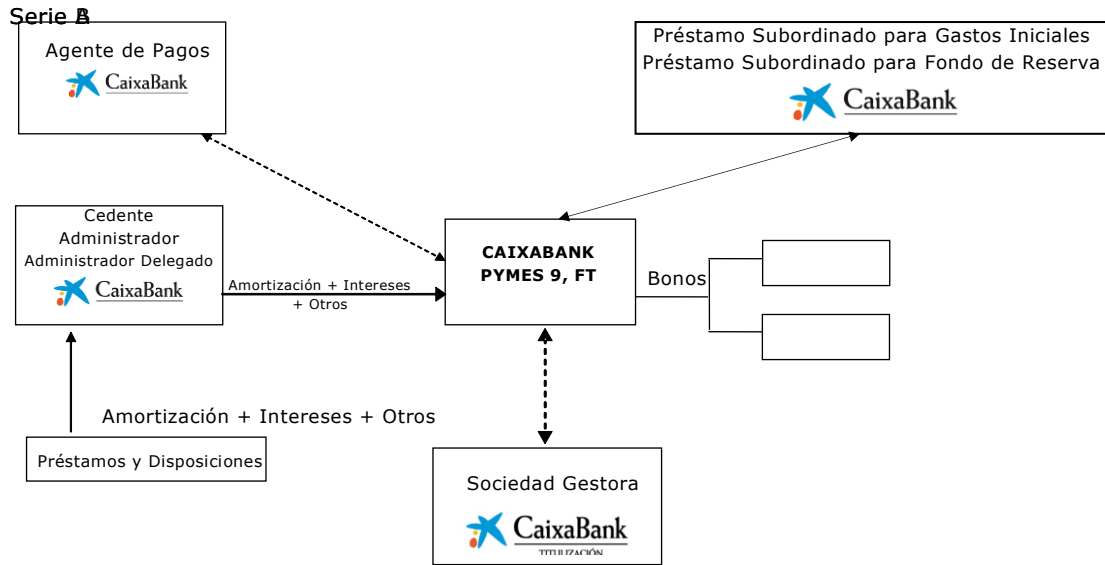 Serie A
Serie B
Agente de Pagos
CaixaBank
Préstamo Subordinado para Gastos Iniciales
Préstamo Subordinado para Fondo de Reserva
CaixaBank
Cedente
Administrador
Administrador Delegado
CaixaBank
Amortización + Intereses
+ Otros
CAIXABANK
PYMES 9, FT
Bonos
Amortización + Intereses + Otros
Préstamos y Disposiciones
Sociedad Gestora
CaixaBank
TITULIZACIÓN